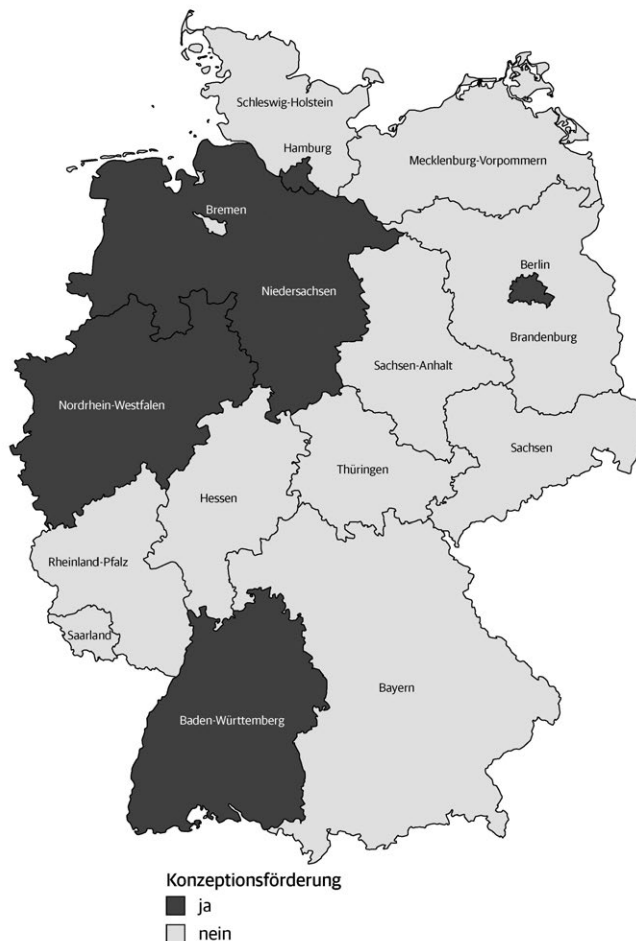 Schleswig-Holstein
Hamburg
Mecklenburg-Vorpommern
Bremen
Berlin
Niedersachsen
Brandenburg
Sachsen-Anhalt
Nordrhein-Westfalen
Sachsen
Thüringen
Hessen
Rheinland-Pfalz
Saarland
Bayern
Baden-Württemberg
Konzeptionsförderung
ja
nein